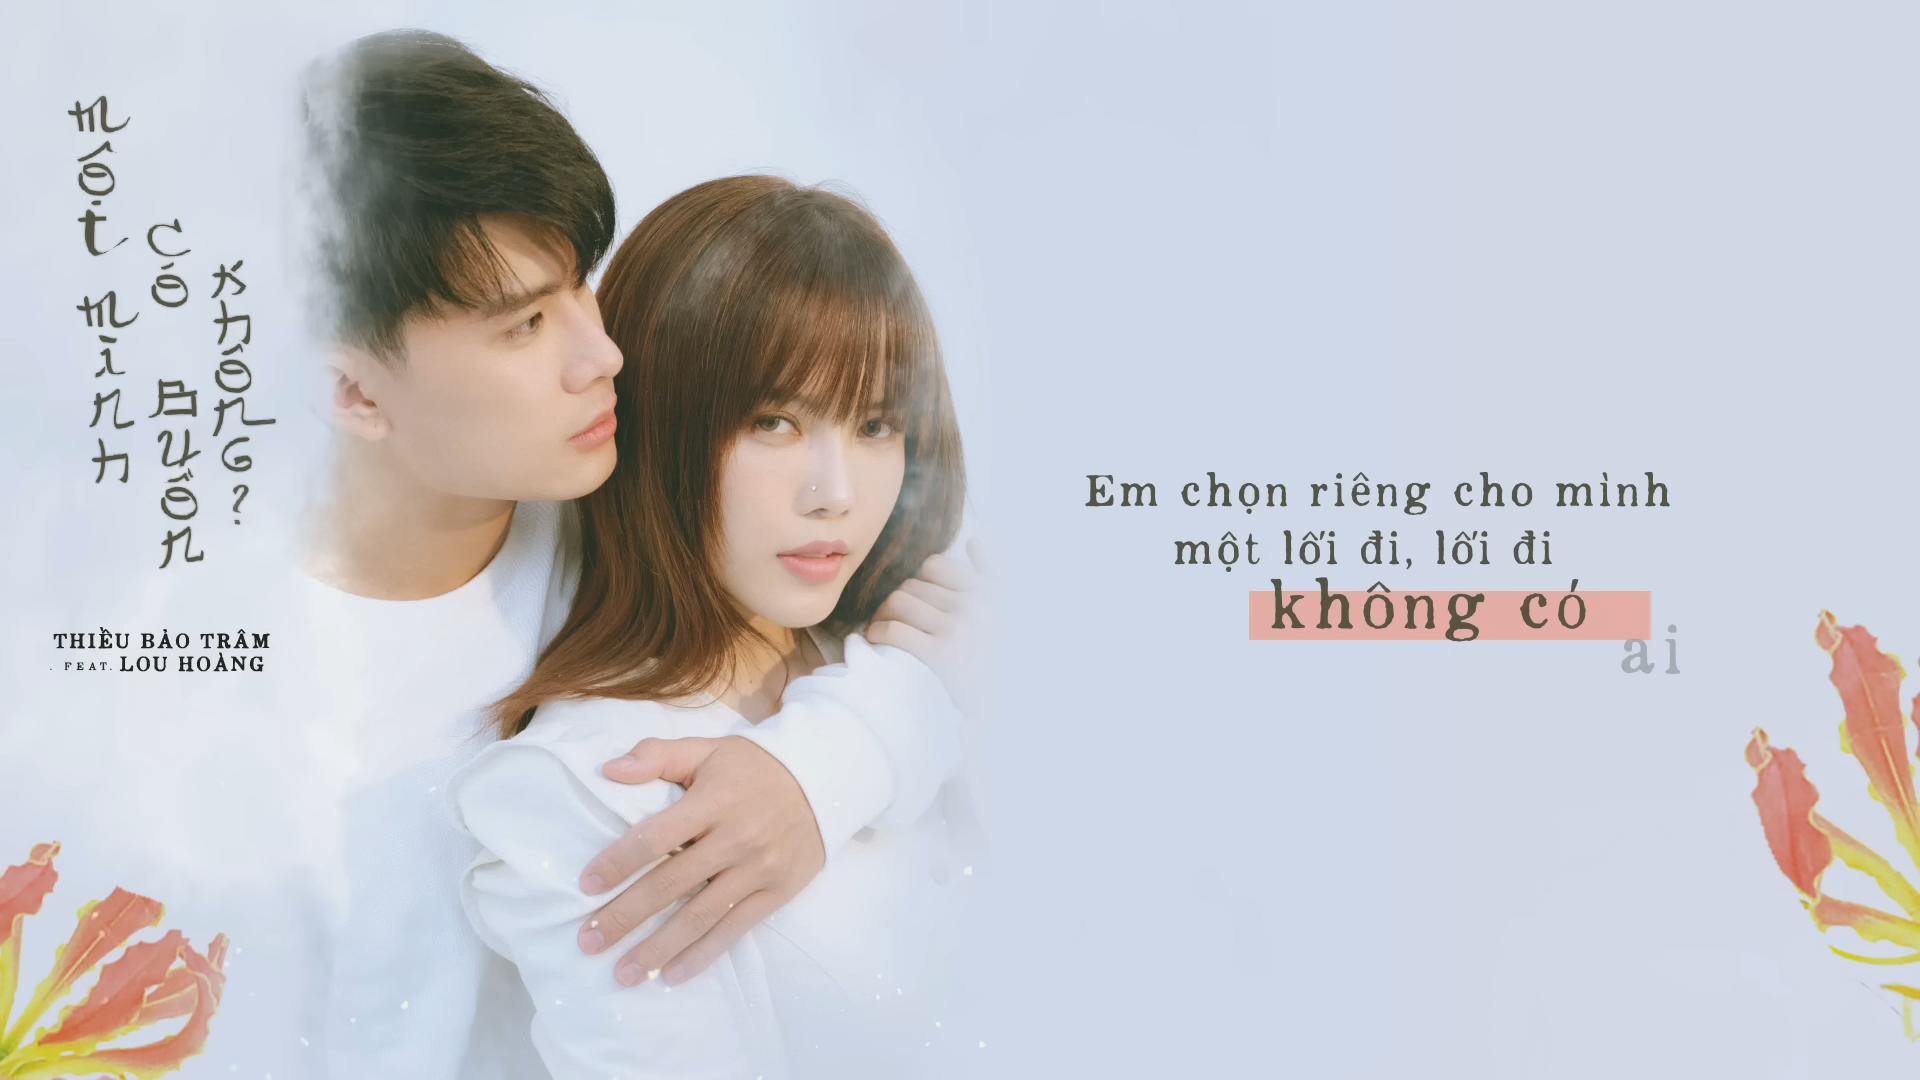 MỘT MÌNH
CÓ BUỒN
KHÔNG?
THIỀU BẢO TRÂM
. FEAT. LOU HOÀNG
Em chọn riêng cho mình
một lối đi, lối đi
không có
ai